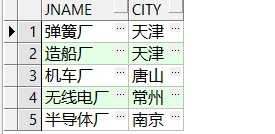 JNAME CITY
1 弹簧厂 ... 天津 ...
2 造船厂 ... 天津 ...
3 机车厂 ... 唐山 ...
4 无线电厂 ... 常州 ...
5 半导体厂 ... 南京 ...